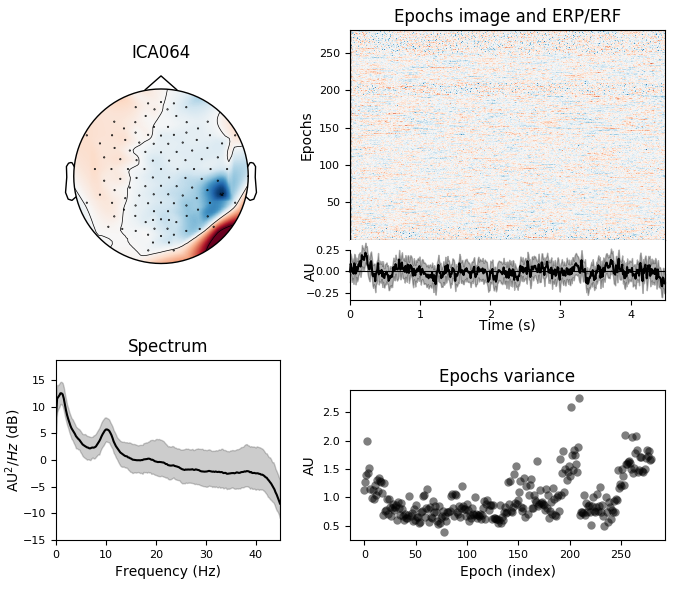 ICA064
Epochs image and ERP/ERF
Epochs
250
200
150
100
50
AU
0.25
0.00
−0.25
0 1 2 3 4
Time (s)
Spectrum
AU²/Hz (dB)
15
10
5
0
−5
−10
−15
0 10 20 30 40
Frequency (Hz)
Epochs variance
AU
2.5
2.0
1.5
1.0
0.5
0 50 100 150 200 250
Epoch (index)